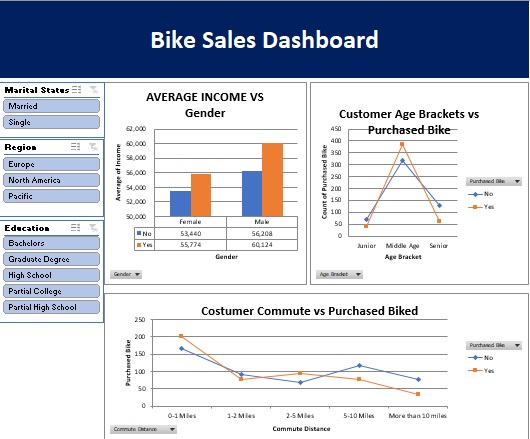 Bike Sales Dashboard
Marital Status
Married
Single
Region
Europe
North America
Pacific
Education
Bachelors
Graduate Degree
High School
Partial College
Partial High School
AVERAGE INCOME VS
Gender
Average of Income
62,000
60,000
58,000
56,000
54,000
52,000
50,000
Female Male
No 53,440 56,208
Yes 55,774 60,124
Gender
Gender
Customer Age Brackets vs
Purchased Bike
Count of Purchased Bike
450
400
350
300
250
200
150
100
50
0
Junior Middle Age Senior
Age Bracket
Age Bracket
Purchased Bike
No
Yes
Costumer Commute vs Purchased Biked
Purchased Bike
250
200
150
100
50
0
0-1 Miles 1-2 Miles 2-5 Miles 5-10 Miles More than 10 miles
Commute Distance
Commute Distance
Purchased Bike
No
Yes